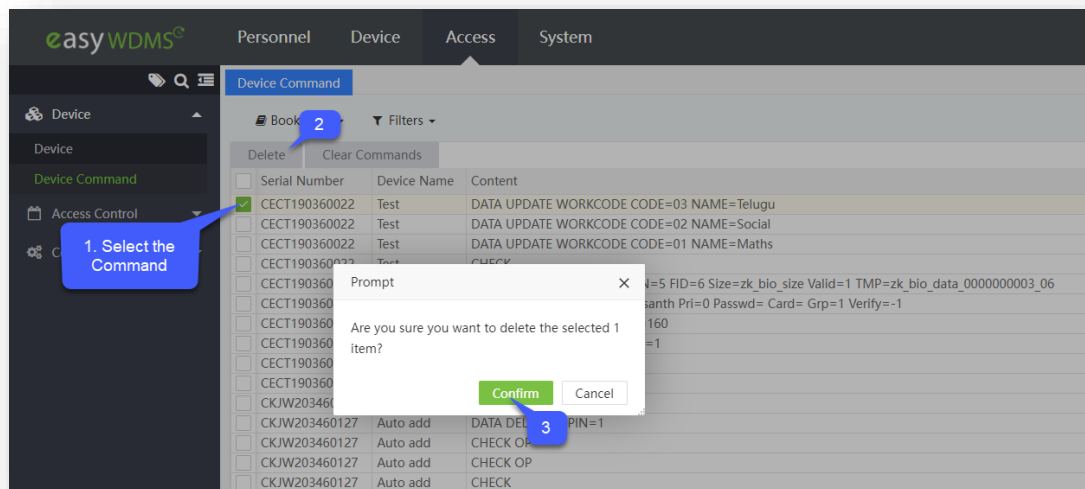 easy WDMS
Personnel Device Access System
Device Command
Device
Device
Device Command
Access Control
2
Filters
Delete Clear Commands
Serial Number Device Name Content
CECT190360022 Test DATA UPDATE WORKCODE CODE=03 NAME=Telugu
CECT190360022 Test DATA UPDATE WORKCODE CODE=02 NAME=Social
CECT190360022 Test DATA UPDATE WORKCODE CODE=01 NAME=Maths
1. Select the
Command
Prompt
Are you sure you want to delete the selected 1
item?
Confirm Cancel
3
FID=6 Size=zk_bio_size Valid=1 TMP=zk_bio_data_0000000003_06
Pri=0 Passwd= Card= Grp=1 Verify=-1
160
=1
CKJW203460127 Auto add DATA PIN=1
CKJW203460127 Auto add CHECK
CKJW203460127 Auto add CHECK OP
CKJW203460127 Auto add CHECK